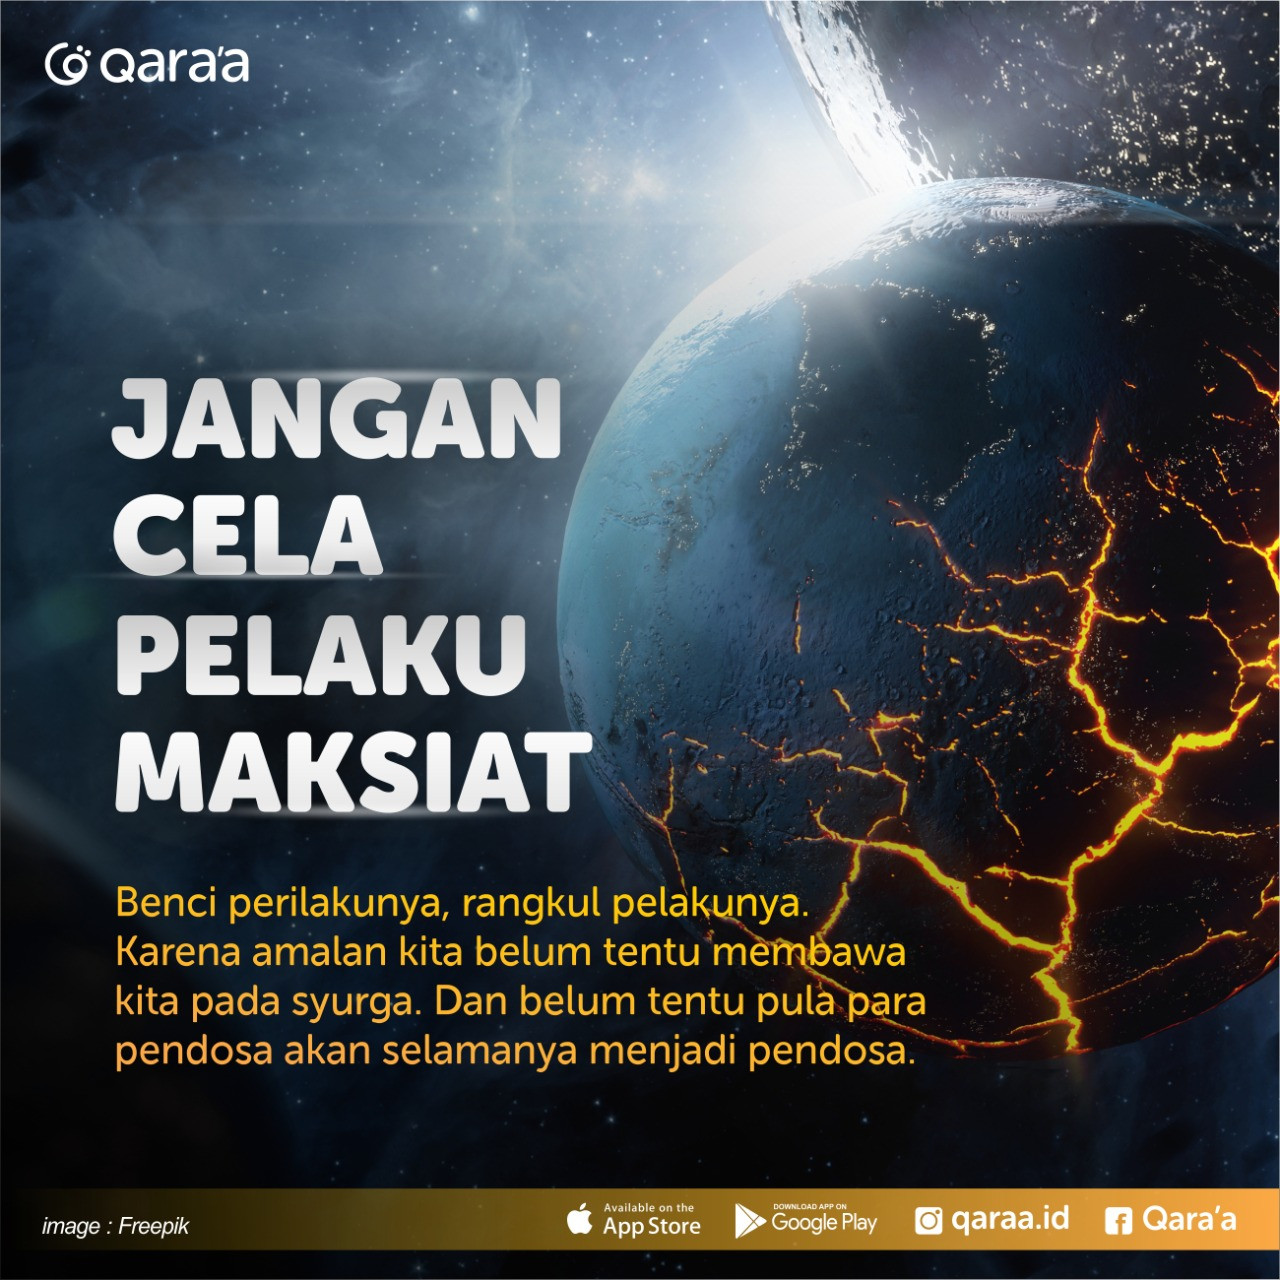 Qara'a
JANGAN
CELA
PELAKU
MAKSIAT
Benci perilakunya, rangkul pelakunya.
Karena amalan kita belum tentu membawa
kita pada syurga. Dan belum tentu pula para
pendosa akan selamanya menjadi pendosa.
image : Freepik
Available on the
App Store
DOWNLOAD APP ON
Google Play
qaraa.id
Qara'a